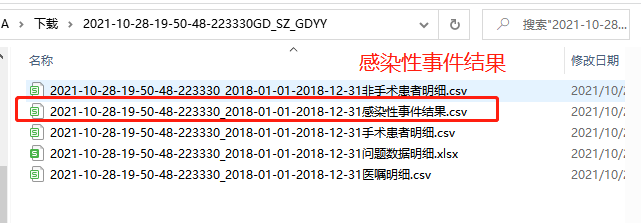 A › 下载 › 2021-10-28-19-50-48-223330GD_SZ_GDYY
搜索"2021-10-28...
感染性事件结果
名称 修改日期
2021-10-28-19-50-48-223330_2018-01-01-2018-12-31非手术患者明细.csv 2021/10/2
2021-10-28-19-50-48-223330_2018-01-01-2018-12-31感染性事件结果.csv 2021/10/2
2021-10-28-19-50-48-223330_2018-01-01-2018-12-31手术患者明细.csv 2021/10/2
2021-10-28-19-50-48-223330_2018-01-01-2018-12-31问题数据明细.xlsx 2021/10/2
2021-10-28-19-50-48-223330_2018-01-01-2018-12-31医嘱明细.csv 2021/10/2